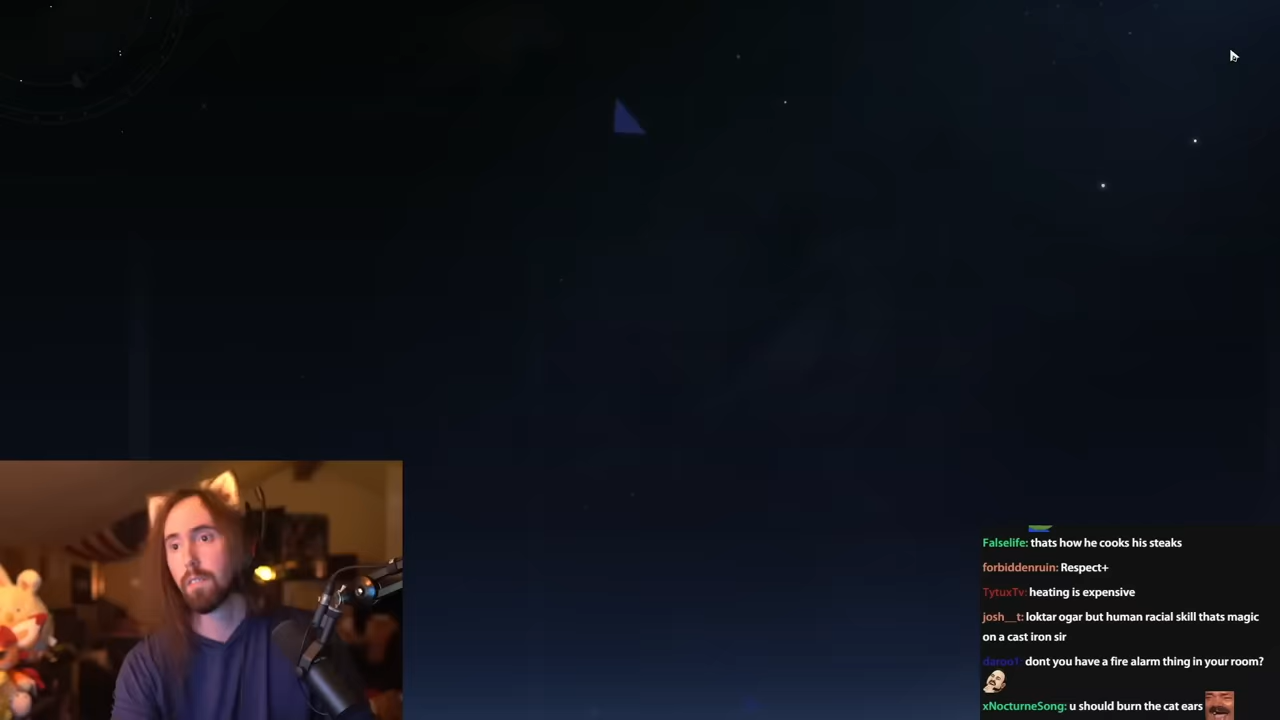 Falselife: thats how he cooks his steaks
forbiddenruin: Respect+
TytuxTv: heating is expensive
josh__t: loktar ogar but human racial skill thats magic
on a cast iron sir
daroo1: dont you have a fire alarm thing in your room?
xNocturneSong: u should burn the cat ears